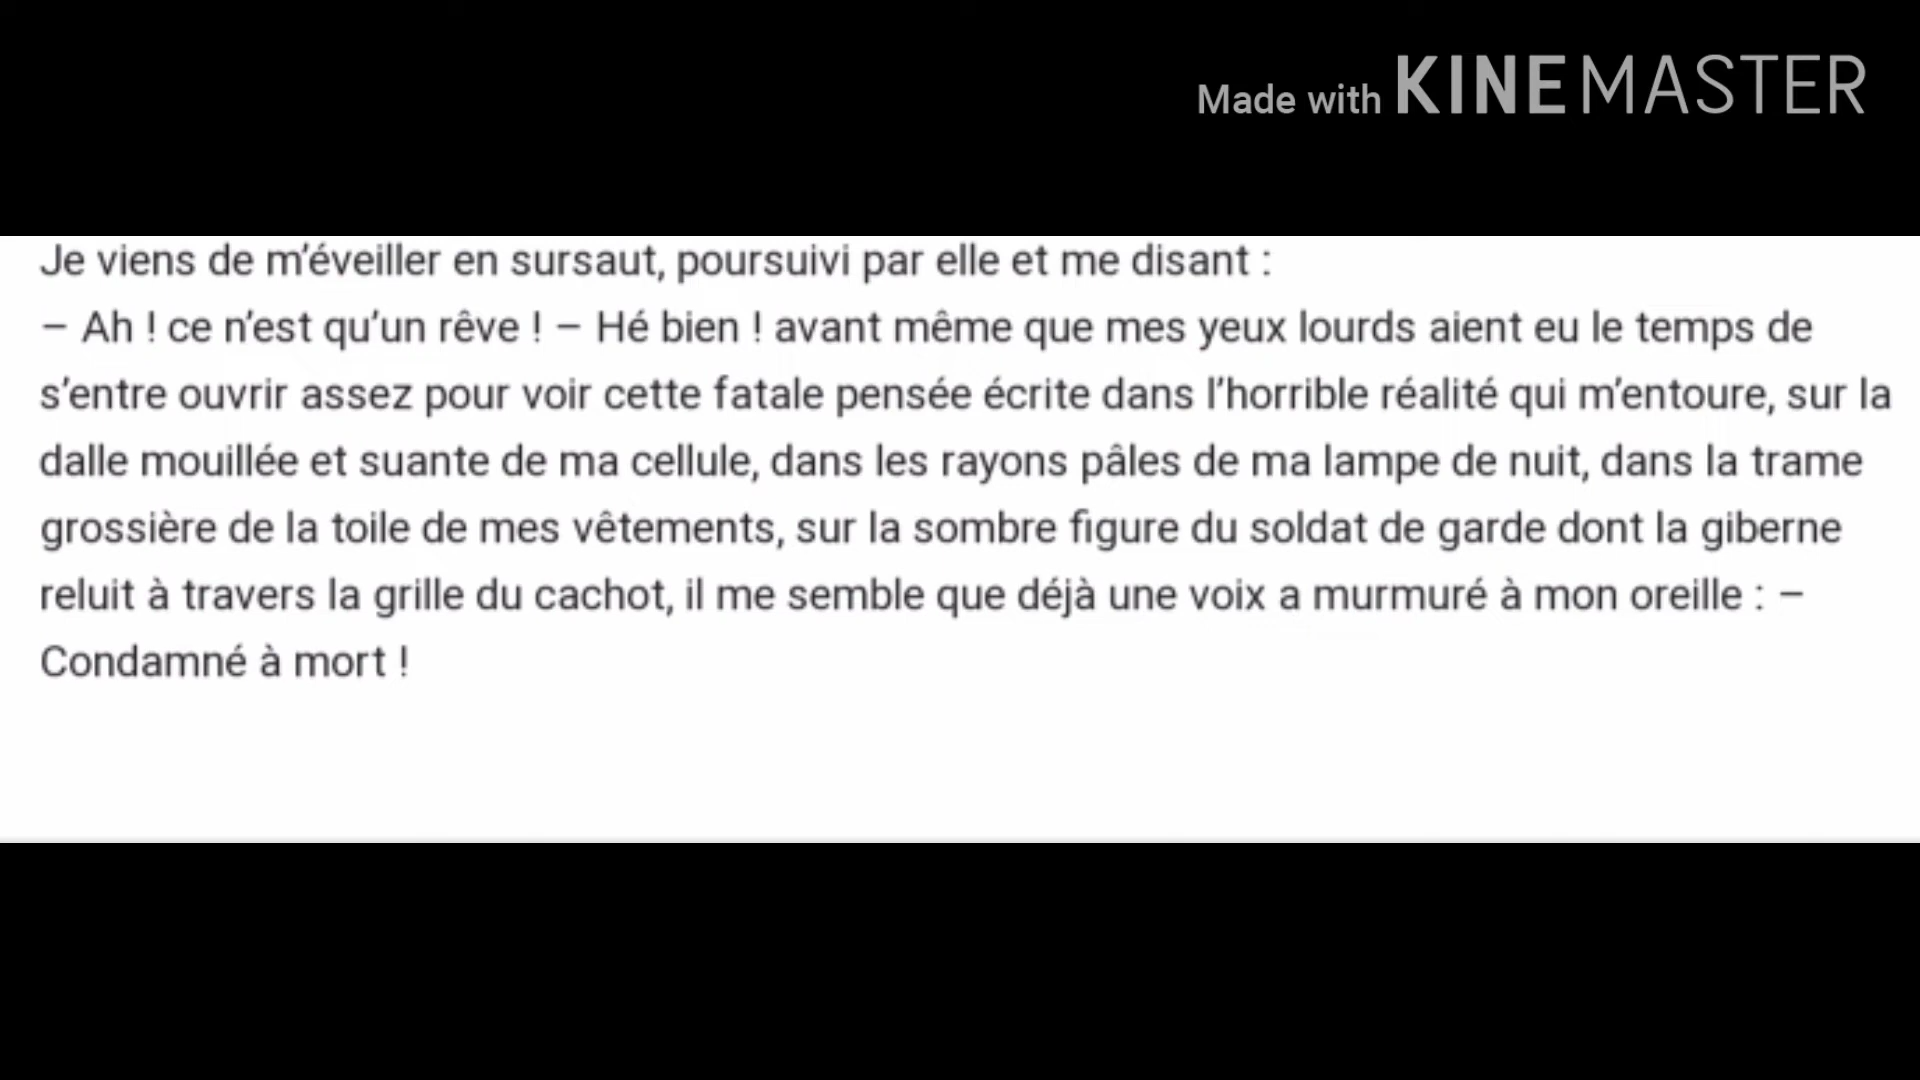 Made with KINEMASTER
Je viens de m’éveiller en sursaut, poursuivi par elle et me disant :
– Ah ! ce n’est qu’un rêve ! – Hé bien ! avant même que mes yeux lourds aient eu le temps de
s’entre ouvrir assez pour voir cette fatale pensée écrite dans l’horrible réalité qui m’entoure, sur la
dalle mouillée et suante de ma cellule, dans les rayons pâles de ma lampe de nuit, dans la trame
grossière de la toile de mes vêtements, sur la sombre figure du soldat de garde dont la giberne
reluit à travers la grille du cachot, il me semble que déjà une voix a murmuré à mon oreille : –
Condamné à mort !